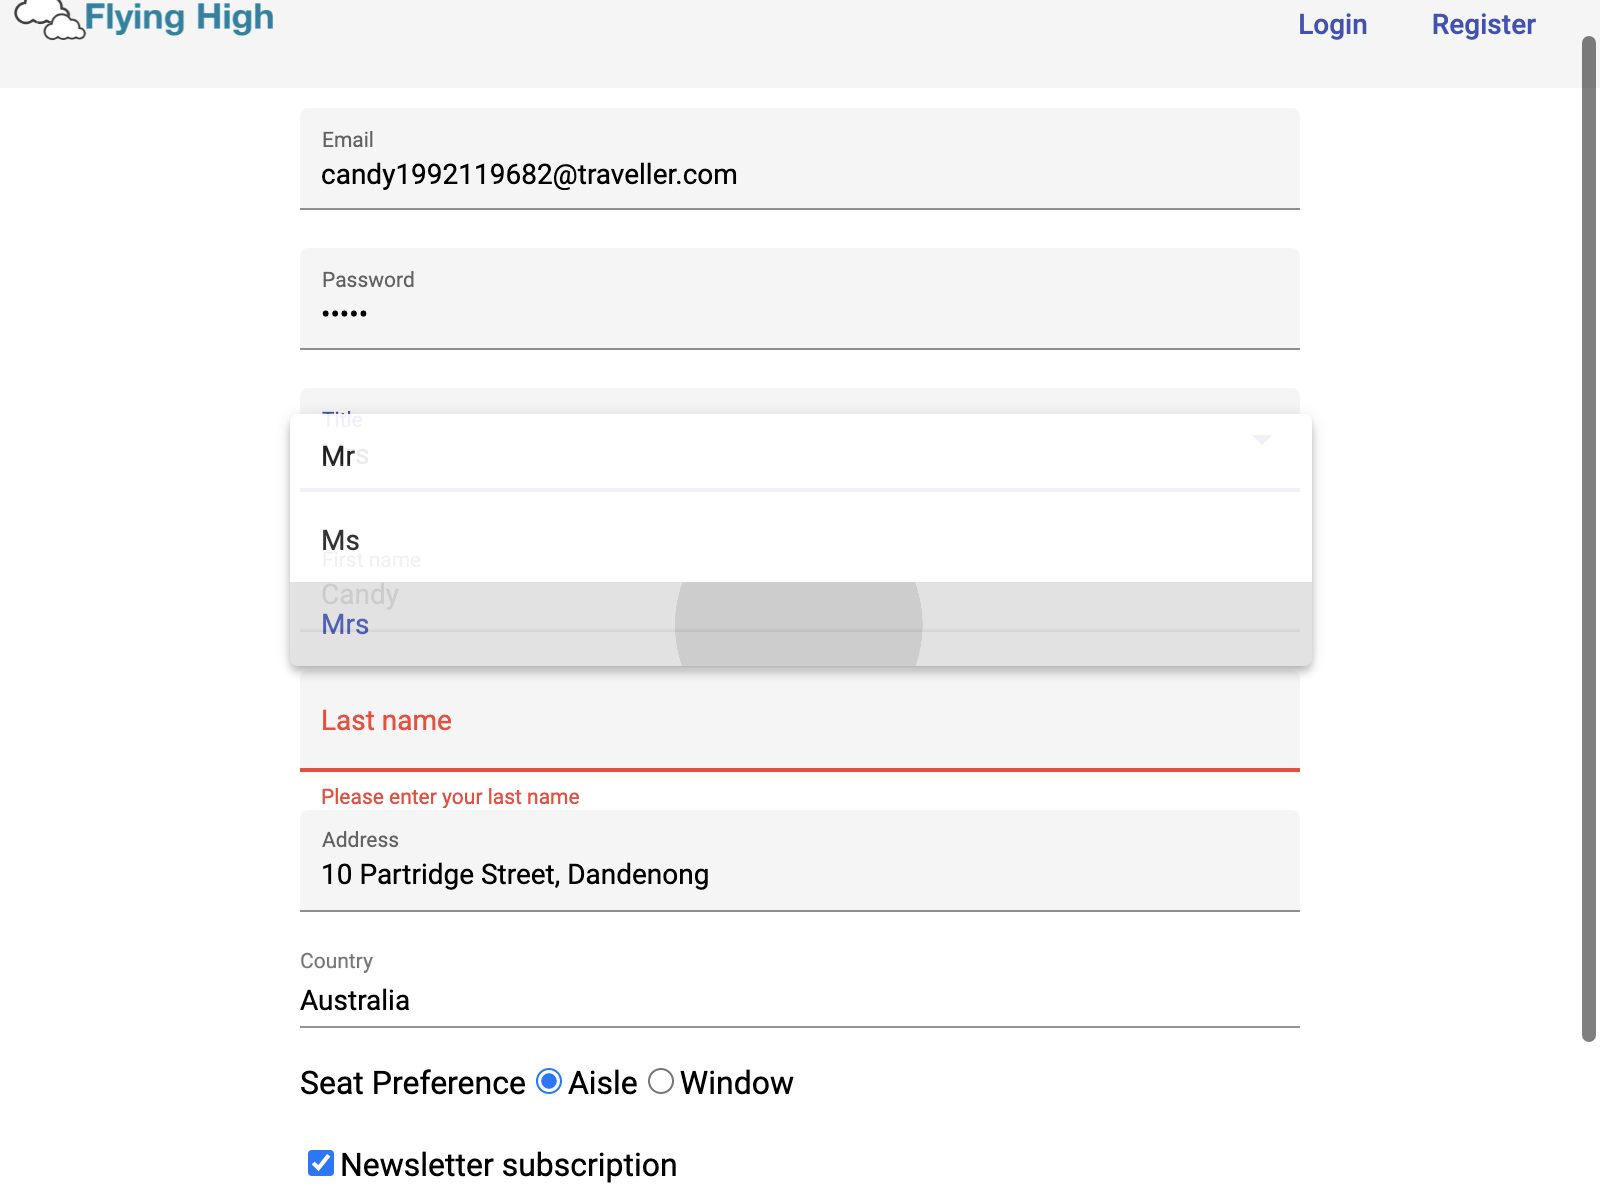 Flying High
Login
Register
Email
candy1992119682@traveller.com
Password
•••••
Title
Mrs
Ms
First name
Candy
Mrs
Last name
Please enter your last name
Address
10 Partridge Street, Dandenong
Country
Australia
Seat Preference Aisle Window
Newsletter subscription